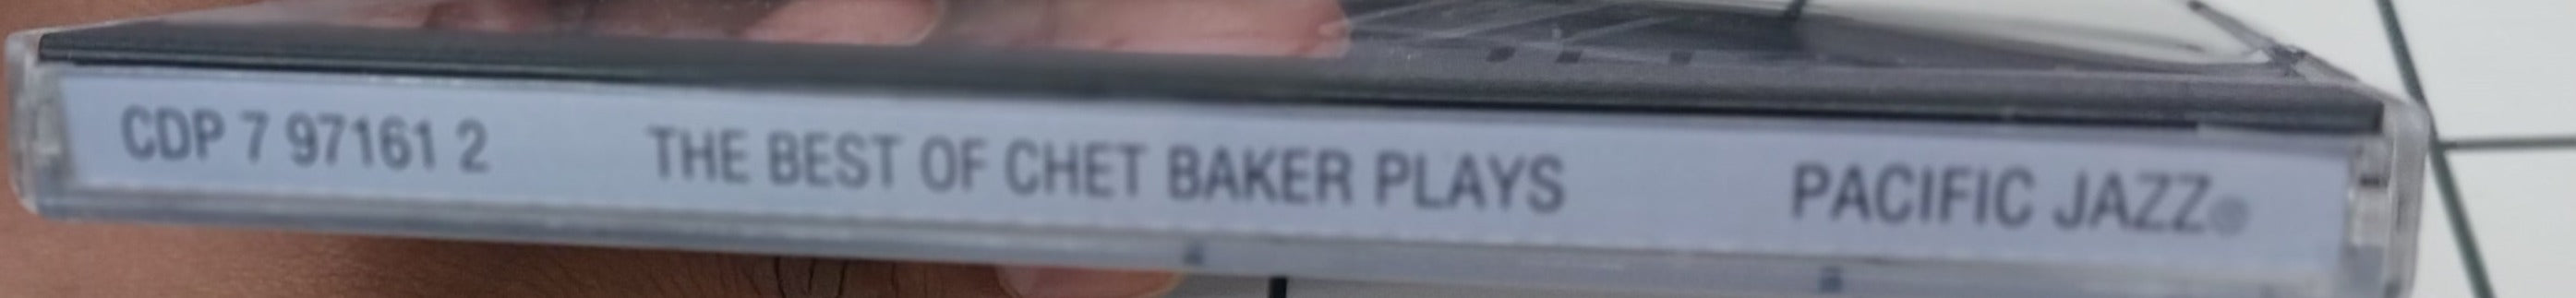 CDP 7 97161 2 THE BEST OF CHET BAKER PLAYS PACIFIC JAZZ®